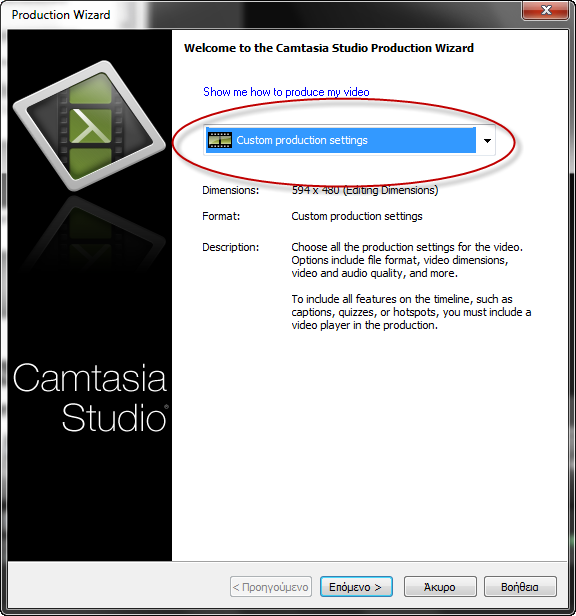 Production Wizard
Welcome to the Camtasia Studio Production Wizard
Show me how to produce my video
Custom production settings
Dimensions: 594 x 480 (Editing Dimensions)
Format: Custom production settings
Description: Choose all the production settings for the video.
Options include file format, video dimensions,
video and audio quality, and more.
To include all features on the timeline, such as
captions, quizzes, or hotspots, you must include a
video player in the production.
Camtasia
Studio®
< Προηγούμενο Επόμενο > Άκυρο Βοήθεια